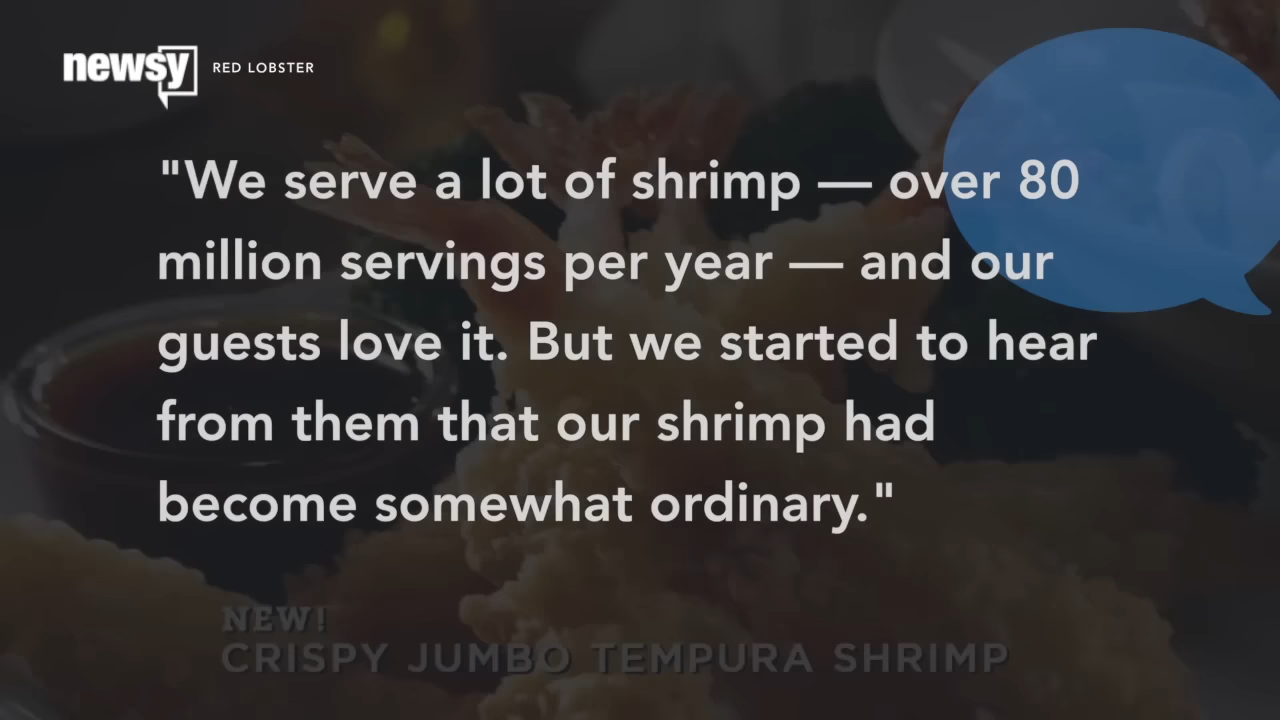 newsy
RED LOBSTER
"We serve a lot of shrimp — over 80
million servings per year — and our
guests love it. But we started to hear
from them that our shrimp had
become somewhat ordinary."
NEW!
CRISPY JUMBO TEMPURA SHRIMP